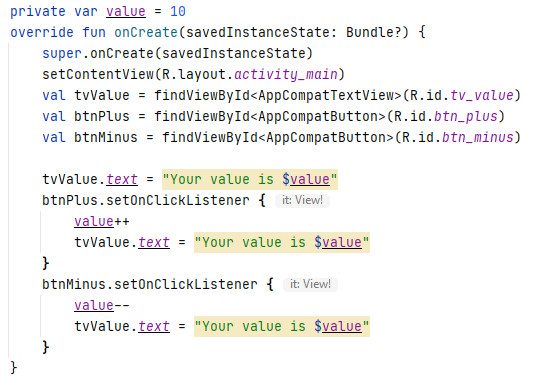 private var value = 10
override fun onCreate(savedInstanceState: Bundle?) {
    super.onCreate(savedInstanceState)
    setContentView(R.layout.activity_main)
    val tvValue = findViewById<AppCompatTextView>(R.id.tv_value)
    val btnPlus = findViewById<AppCompatButton>(R.id.btn_plus)
    val btnMinus = findViewById<AppCompatButton>(R.id.btn_minus)

    tvValue.text = "Your value is $value"
    btnPlus.setOnClickListener { it: View!
        value++
        tvValue.text = "Your value is $value"
    }
    btnMinus.setOnClickListener { it: View!
        value--
        tvValue.text = "Your value is $value"
    }
}